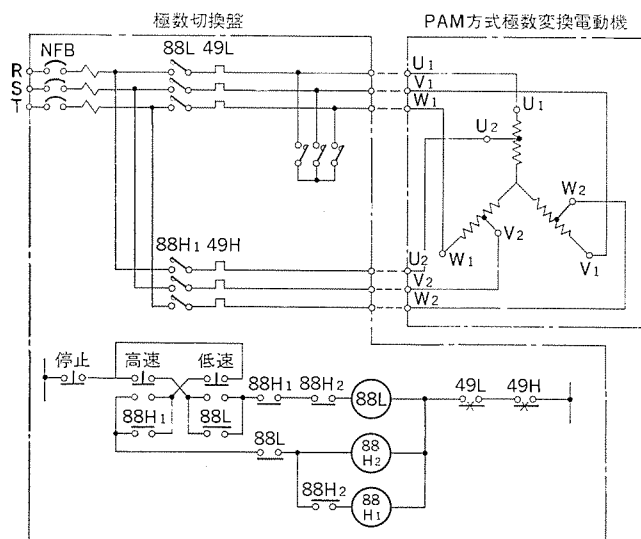 極数切換盤
PAM方式極数変換電動機
NFB
88L 49L
R
S
T
U1
V1
W1
U1
U2
W2
V2
W1
V1
88H1 49H
U2
V2
W2
停止
高速
低速
88H1
88H2
88L
49L
49H
88H1
88L
88L
88
H2
88H2
88
H1